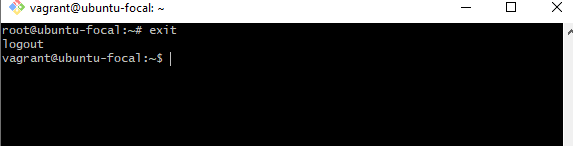 vagrant@ubuntu-focal: ~
root@ubuntu-focal:~# exit
logout
vagrant@ubuntu-focal:~$